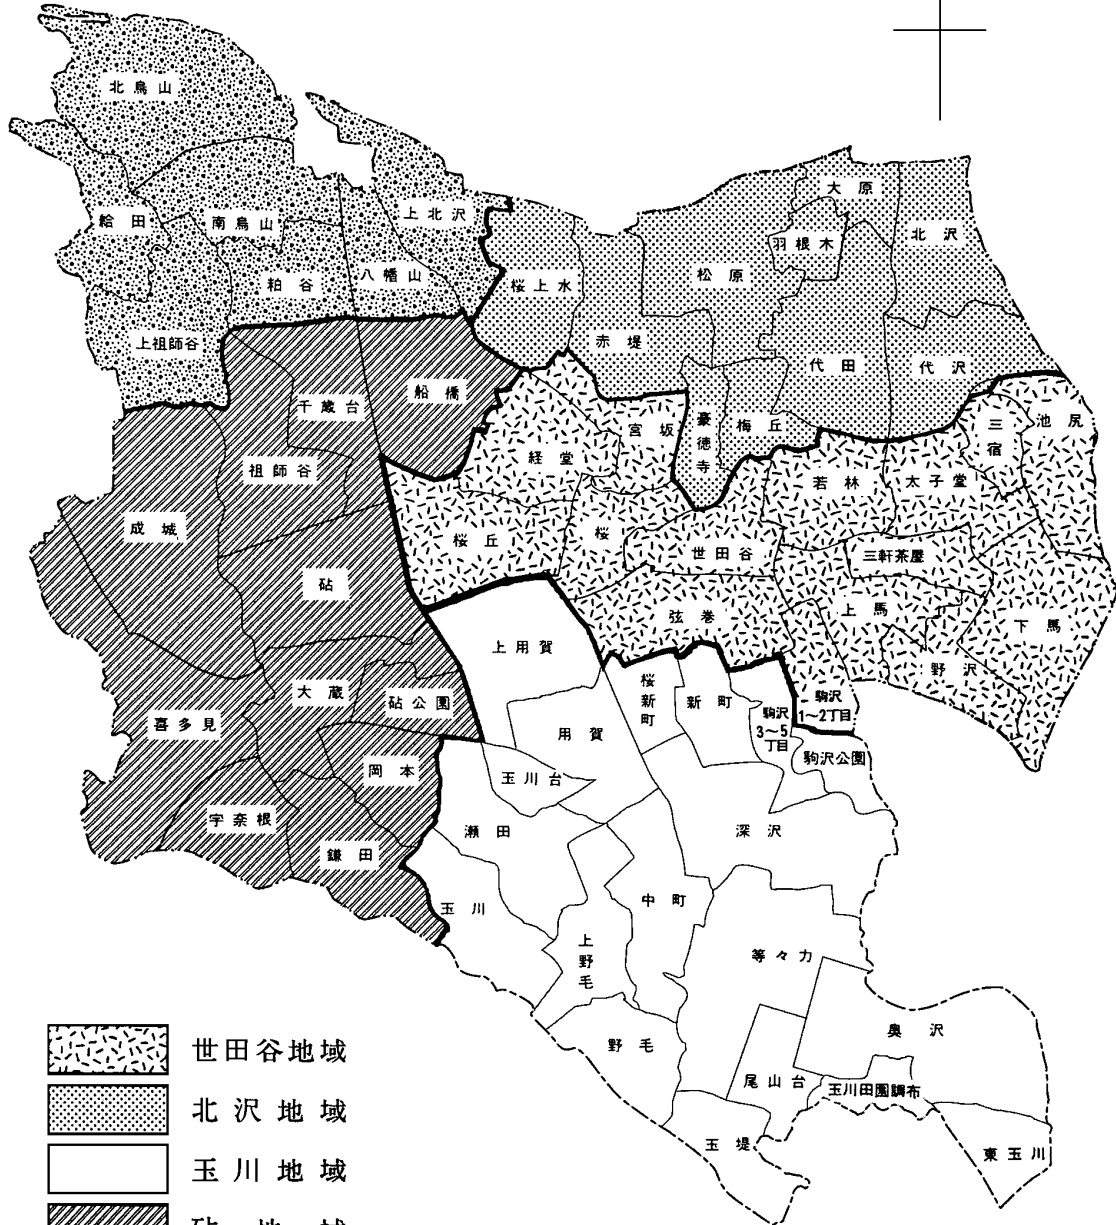 北烏山
給田
南烏山
上北沢
粕谷
八幡山
上祖師谷
大原
羽根木
北沢
桜上水
松原
赤堤
代田
代沢
豪徳寺
梅丘
船橋
千歳台
祖師谷
成城
砧
大蔵
砧公園
喜多見
岡本
宇奈根
鎌田
宮坂
経堂
桜丘
桜
世田谷
弦巻
若林
太子堂
三宿
池尻
三軒茶屋
上馬
下馬
野沢
駒沢
1〜2丁目
上用賀
用賀
桜新町
新町
駒沢
3〜5
丁目
駒沢公園
玉川台
瀬田
深沢
玉川
中町
上野毛
等々力
野毛
奥沢
尾山台
玉川田園調布
玉堤
東玉川
世田谷地域
北沢地域
玉川地域
砧地域